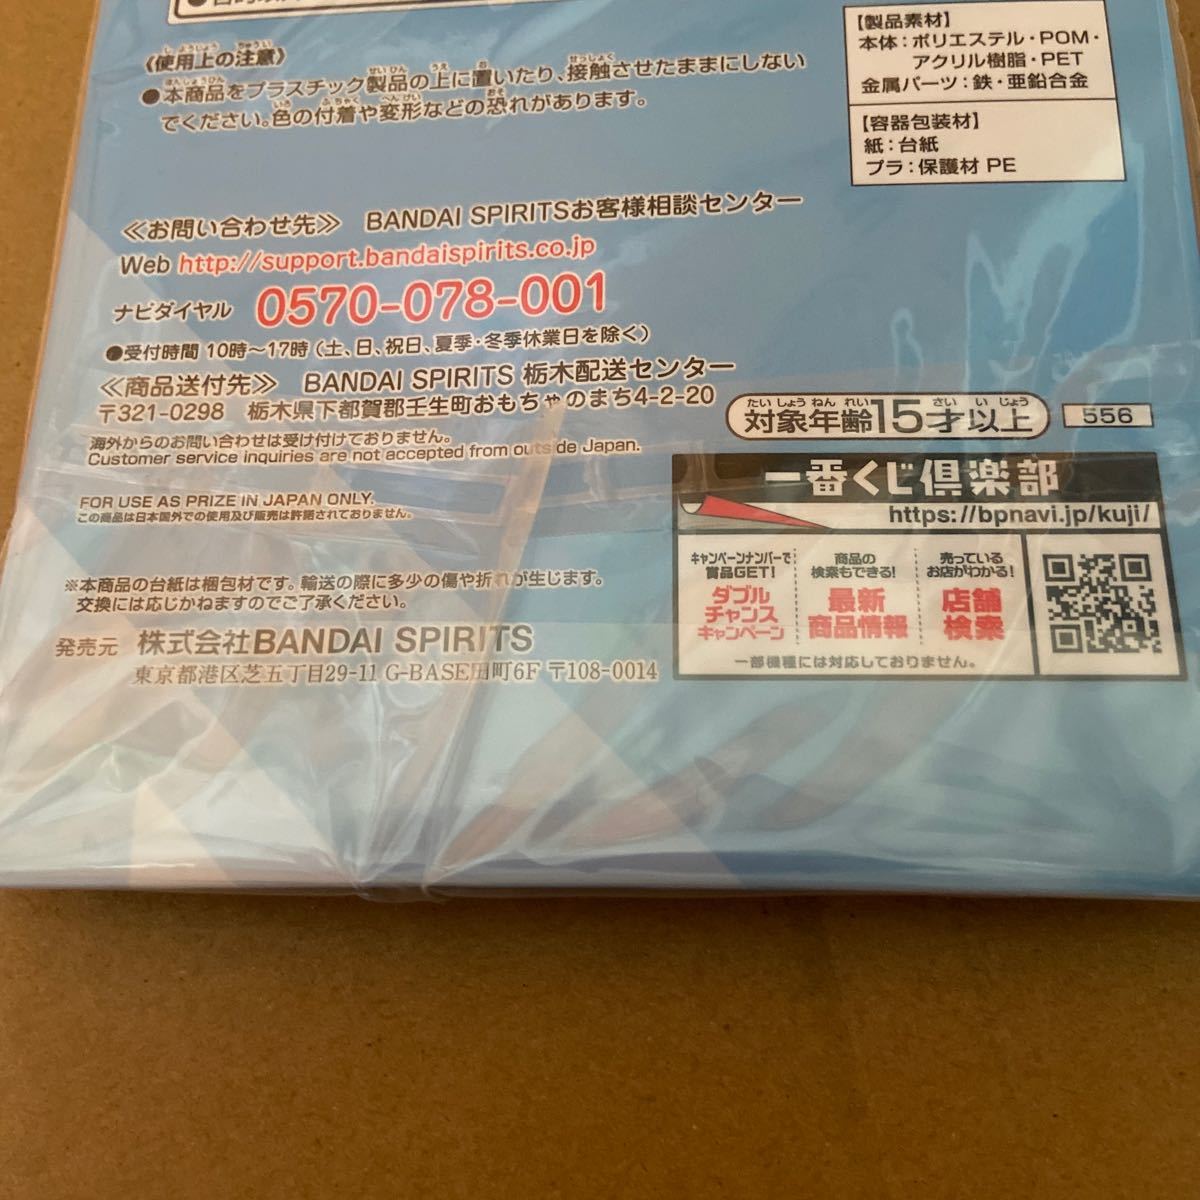 《使用上の注意》
●本商品をプラスチック製品の上に置いたり、接触させたままにしない
でください。色の付着や変形などの恐れがあります。
【製品素材】
本体：ポリエステル・POM・
アクリル樹脂・PET
金属パーツ：鉄・亜鉛合金
【容器包装材】
紙：台紙
プラ：保護材 PE
≪お問い合わせ先≫ BANDAI SPIRITSお客様相談センター
Web http://support.bandaispirits.co.jp
ナビダイヤル 0570-078-001
●受付時間 10時～17時（土、日、祝日、夏季・冬季休業日を除く）
≪商品送付先≫ BANDAI SPIRITS 栃木配送センター
〒321-0298 栃木県下都賀郡壬生町おもちゃのまち4-2-20
海外からのお問い合わせは受け付けておりません。
Customer service inquiries are not accepted from outside Japan.
対象年齢15才以上
556
FOR USE AS PRIZE IN JAPAN ONLY.
この商品は日本国外での使用及び販売は許諾されておりません。
※本商品の台紙は梱包材です。輸送の際に多少の傷や折れが生じます。
交換には応じかねますのでご了承ください。
発売元 株式会社BANDAI SPIRITS
東京都港区芝五丁目29-11 G-BASE田町6F 〒108-0014
一番くじ倶楽部
https://bpnavi.jp/kuji/
キャンペーンナンバーで
賞品GET!
ダブル
チャンス
キャンペーン
商品の
検索もできる!
最新
商品情報
売っている
お店がわかる!
店舗
検索
一部機種には対応しておりません。